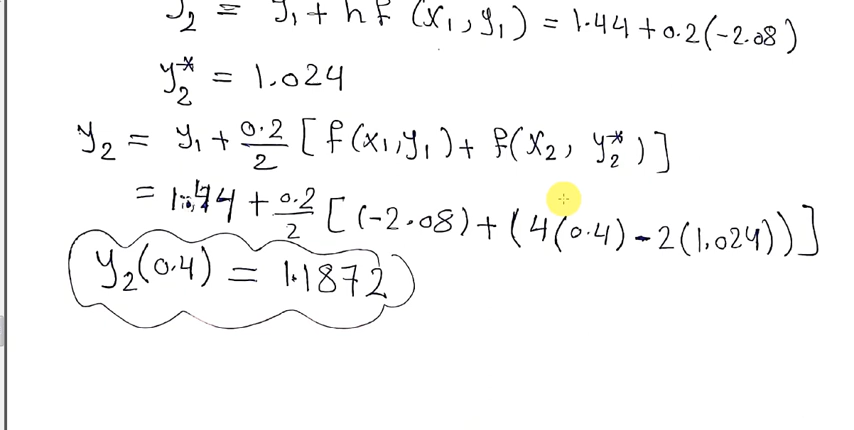 y₂ = y₁ + h f (x₁, y₁) = 1.44 + 0.2(-2.08)
y₂* = 1.024
y₂ = y₁ + 0.2/2 [f(x₁, y₁) + f(x₂, y₂*)]
= 1.44 + 0.2/2 [(-2.08) + (4(0.4) - 2(1.024))]
y₂(0.4) = 1.1872